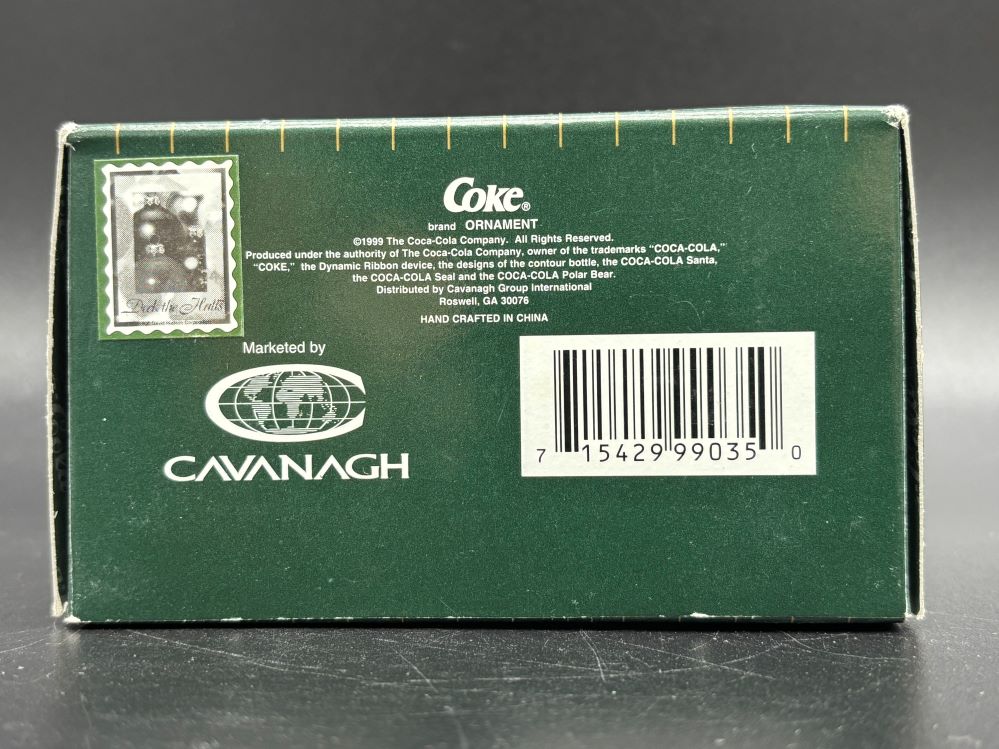 Coke®
brand ORNAMENT
©1999 The Coca-Cola Company. All Rights Reserved.
Produced under the authority of The Coca-Cola Company, owner of the trademarks "COCA-COLA,"
"COKE," the Dynamic Ribbon device, the designs of the contour bottle, the COCA-COLA Santa,
the COCA-COLA Seal and the COCA-COLA Polar Bear.
Distributed by Cavanagh Group International
Roswell, GA 30076
HAND CRAFTED IN CHINA
Deck the Halls
Marketed by
CAVANAGH
7 15429 99035 0